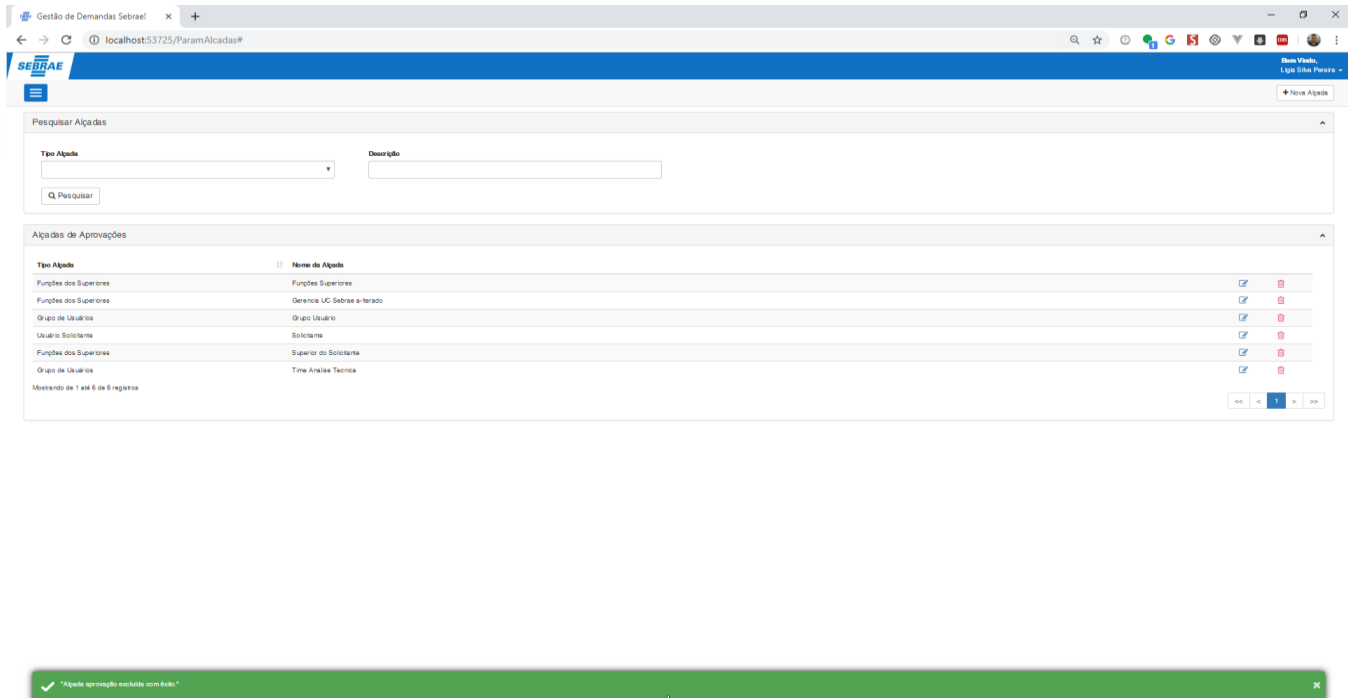 Gestão de Demandas Sebrae!
localhost:53725/ParamAlcadas#
SEBRAE
Bem Vindo,
Ligia Silva Pereira
+ Nova Alçada
Pesquisar Alçadas
Tipo Alçada Descrição
Pesquisar
Alçadas de Aprovações
Tipo Alçada Nome da Alçada
Funções dos Superiores Funções Superiores
Funções dos Superiores Gerencia UC Sebrae a-lterado
Grupo de Usuários Grupo Usuário
Usuário Solicitante Solicitante
Funções dos Superiores Superior do Solicitante
Grupo de Usuários Time Analise Tecnica
Mostrando de 1 até 6 de 6 registros
<< < 1 > >>
"Alçada aprovação excluída com êxito."